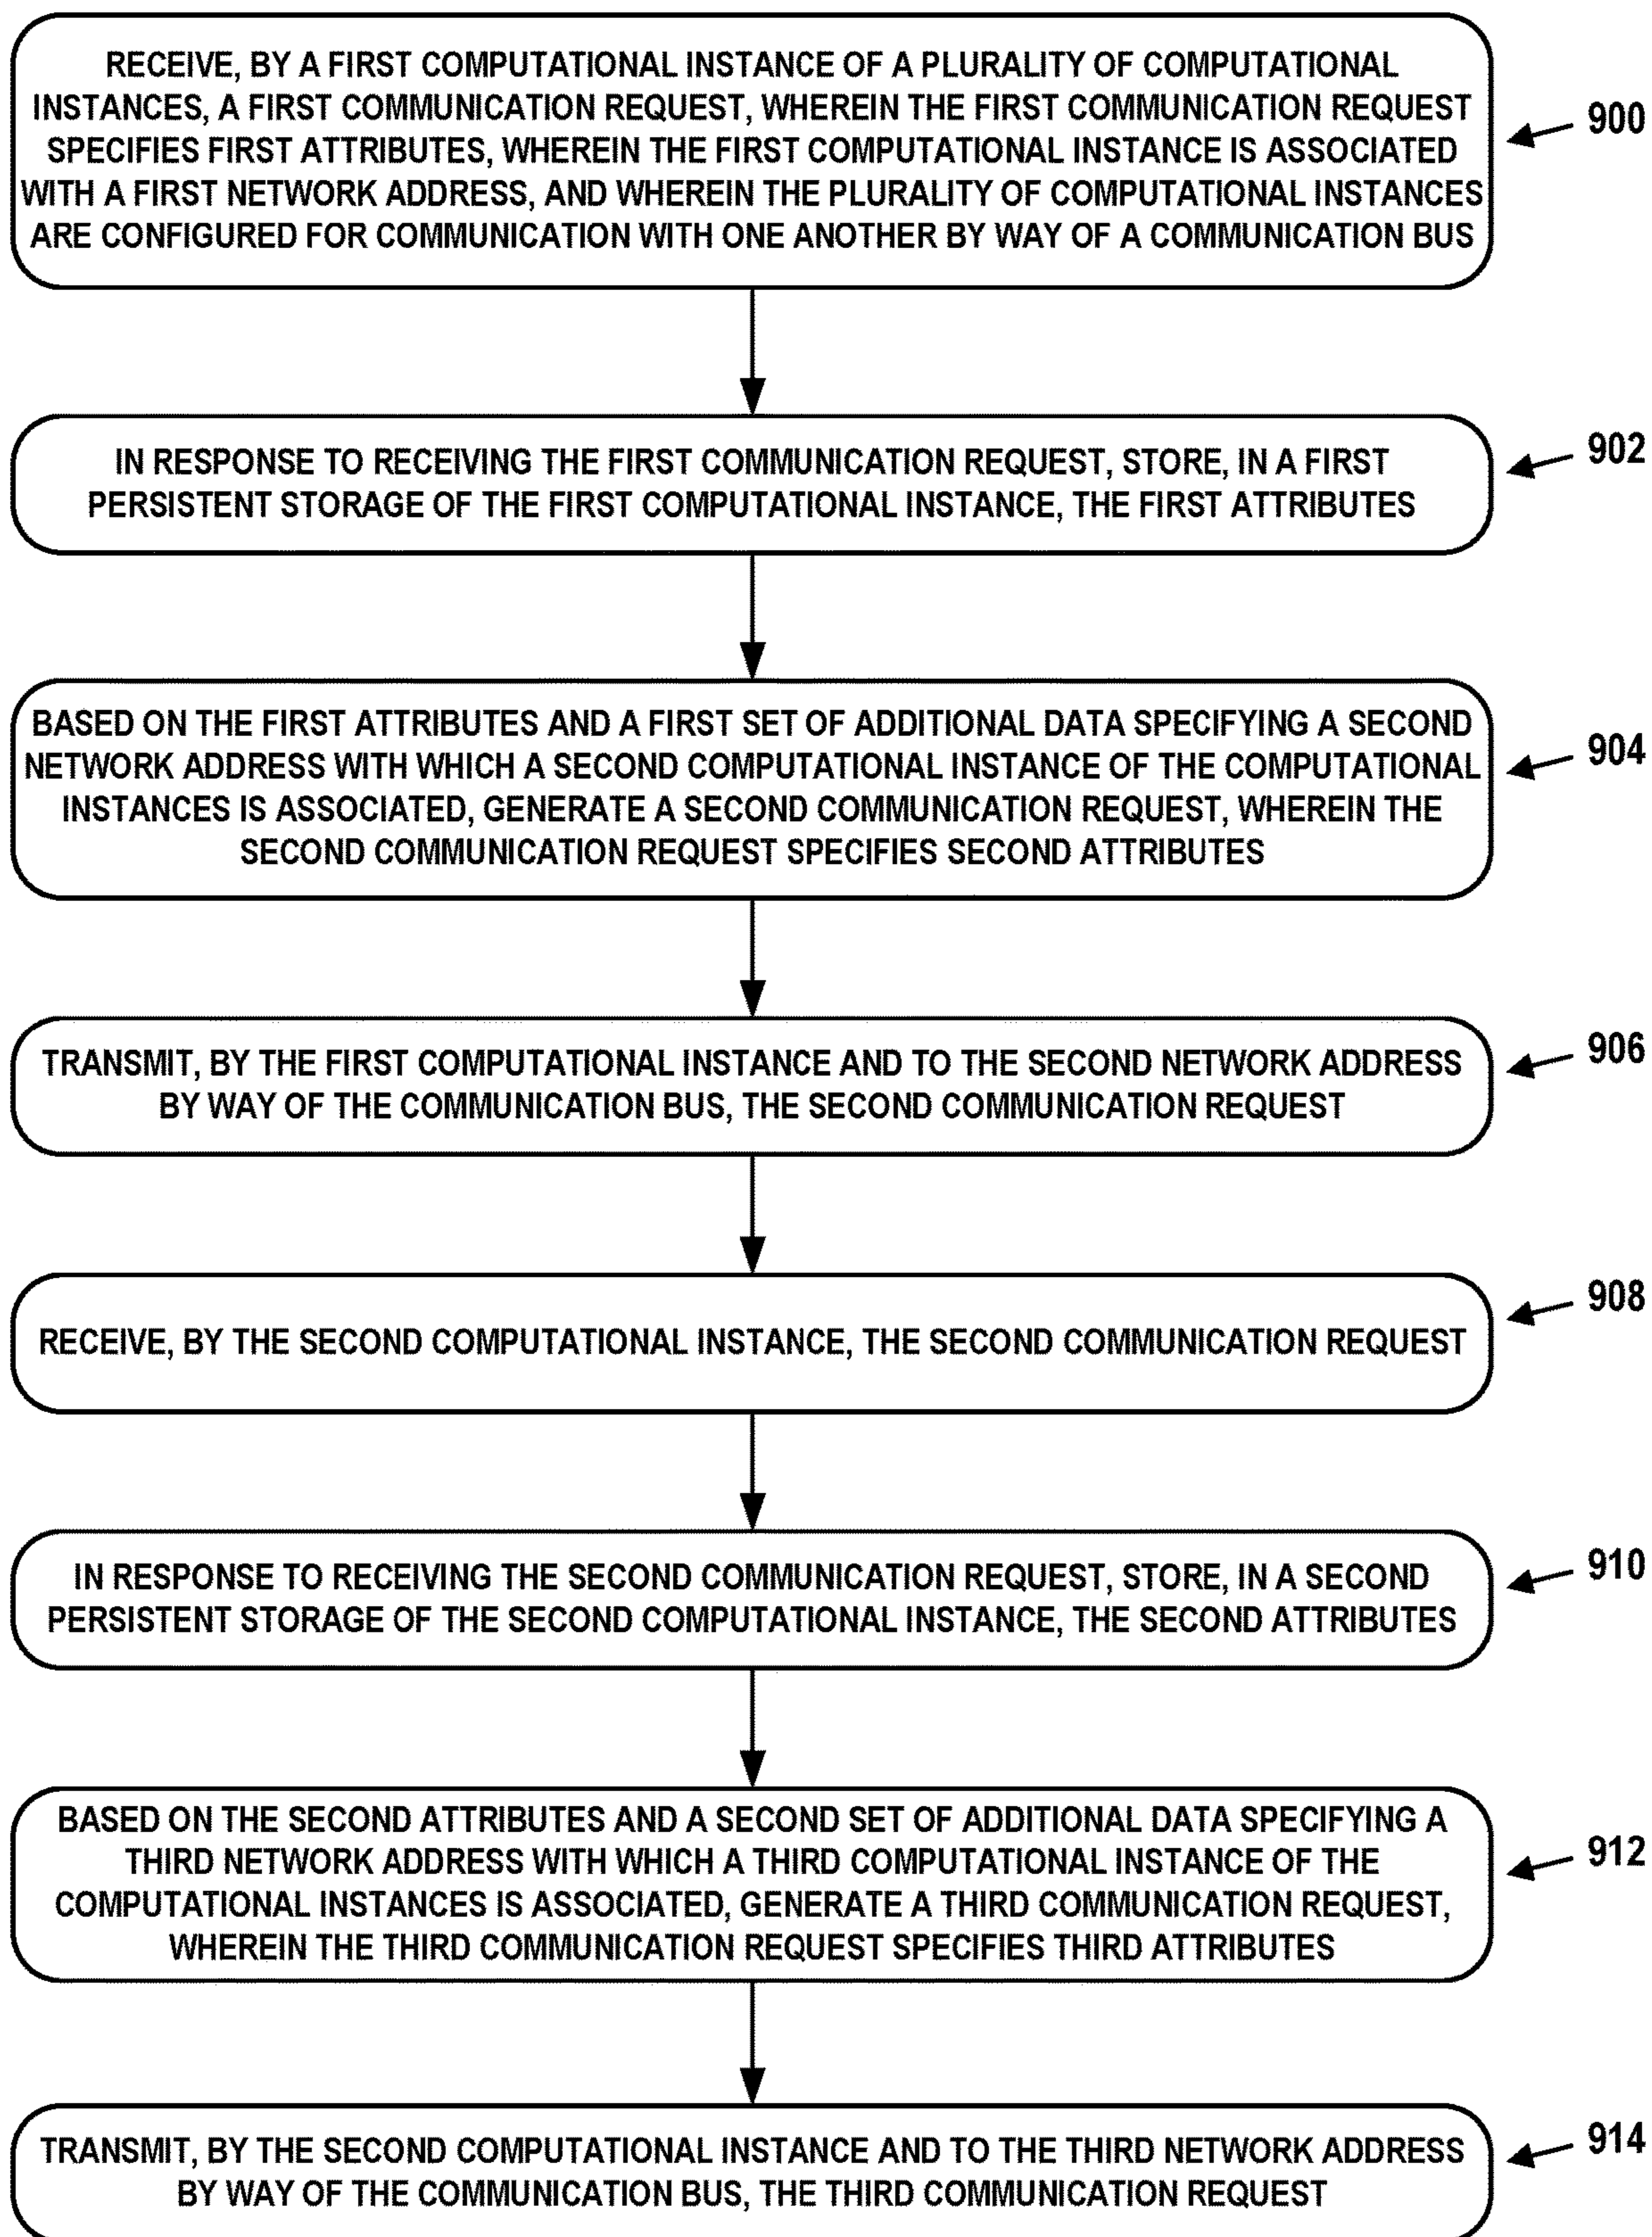 RECEIVE, BY A FIRST COMPUTATIONAL INSTANCE OF A PLURALITY OF COMPUTATIONAL
INSTANCES, A FIRST COMMUNICATION REQUEST, WHEREIN THE FIRST COMMUNICATION REQUEST
SPECIFIES FIRST ATTRIBUTES, WHEREIN THE FIRST COMPUTATIONAL INSTANCE IS ASSOCIATED
WITH A FIRST NETWORK ADDRESS, AND WHEREIN THE PLURALITY OF COMPUTATIONAL INSTANCES
ARE CONFIGURED FOR COMMUNICATION WITH ONE ANOTHER BY WAY OF A COMMUNICATION BUS
900
IN RESPONSE TO RECEIVING THE FIRST COMMUNICATION REQUEST, STORE, IN A FIRST
PERSISTENT STORAGE OF THE FIRST COMPUTATIONAL INSTANCE, THE FIRST ATTRIBUTES
902
BASED ON THE FIRST ATTRIBUTES AND A FIRST SET OF ADDITIONAL DATA SPECIFYING A SECOND
NETWORK ADDRESS WITH WHICH A SECOND COMPUTATIONAL INSTANCE OF THE COMPUTATIONAL
INSTANCES IS ASSOCIATED, GENERATE A SECOND COMMUNICATION REQUEST, WHEREIN THE
SECOND COMMUNICATION REQUEST SPECIFIES SECOND ATTRIBUTES
904
TRANSMIT, BY THE FIRST COMPUTATIONAL INSTANCE AND TO THE SECOND NETWORK ADDRESS
BY WAY OF THE COMMUNICATION BUS, THE SECOND COMMUNICATION REQUEST
906
RECEIVE, BY THE SECOND COMPUTATIONAL INSTANCE, THE SECOND COMMUNICATION REQUEST
908
IN RESPONSE TO RECEIVING THE SECOND COMMUNICATION REQUEST, STORE, IN A SECOND
PERSISTENT STORAGE OF THE SECOND COMPUTATIONAL INSTANCE, THE SECOND ATTRIBUTES
910
BASED ON THE SECOND ATTRIBUTES AND A SECOND SET OF ADDITIONAL DATA SPECIFYING A
THIRD NETWORK ADDRESS WITH WHICH A THIRD COMPUTATIONAL INSTANCE OF THE
COMPUTATIONAL INSTANCES IS ASSOCIATED, GENERATE A THIRD COMMUNICATION REQUEST,
WHEREIN THE THIRD COMMUNICATION REQUEST SPECIFIES THIRD ATTRIBUTES
912
TRANSMIT, BY THE SECOND COMPUTATIONAL INSTANCE AND TO THE THIRD NETWORK ADDRESS
BY WAY OF THE COMMUNICATION BUS, THE THIRD COMMUNICATION REQUEST
914